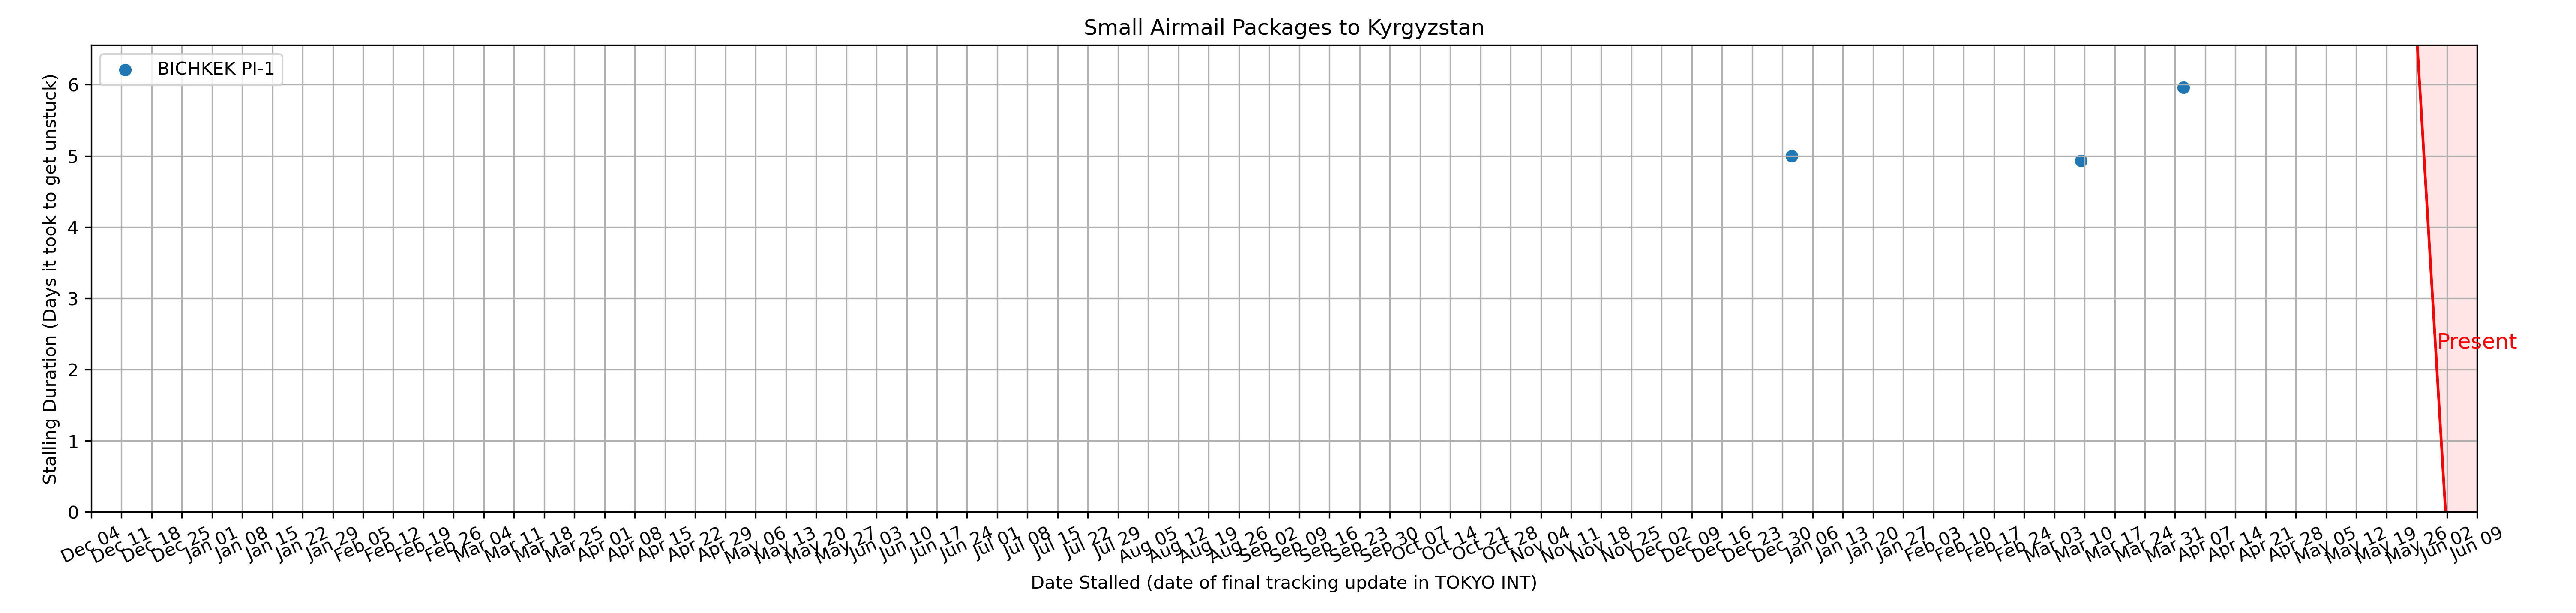 Small Airmail Packages to Kyrgyzstan
BICHKEK PI-1
Stalling Duration (Days it took to get unstuck)
6
5
4
3
2
1
0
Present
Dec 04 Dec 11 Dec 18 Dec 25 Jan 01 Jan 08 Jan 15 Jan 22 Jan 29 Feb 05 Feb 12 Feb 19 Feb 26 Mar 04 Mar 11 Mar 18 Mar 25 Apr 01 Apr 08 Apr 15 Apr 22 Apr 29 May 06 May 13 May 20 May 27 Jun 03 Jun 10 Jun 17 Jun 24 Jul 01 Jul 08 Jul 15 Jul 22 Jul 29 Aug 05 Aug 12 Aug 19 Aug 26 Sep 02 Sep 09 Sep 16 Sep 23 Sep 30 Oct 07 Oct 14 Oct 21 Oct 28 Nov 04 Nov 11 Nov 18 Nov 25 Dec 02 Dec 09 Dec 16 Dec 23 Dec 30 Jan 06 Jan 13 Jan 20 Jan 27 Feb 03 Feb 10 Feb 17 Feb 24 Mar 03 Mar 10 Mar 17 Mar 24 Mar 31 Apr 07 Apr 14 Apr 21 Apr 28 May 05 May 12 May 19 May 26 Jun 02 Jun 09
Date Stalled (date of final tracking update in TOKYO INT)